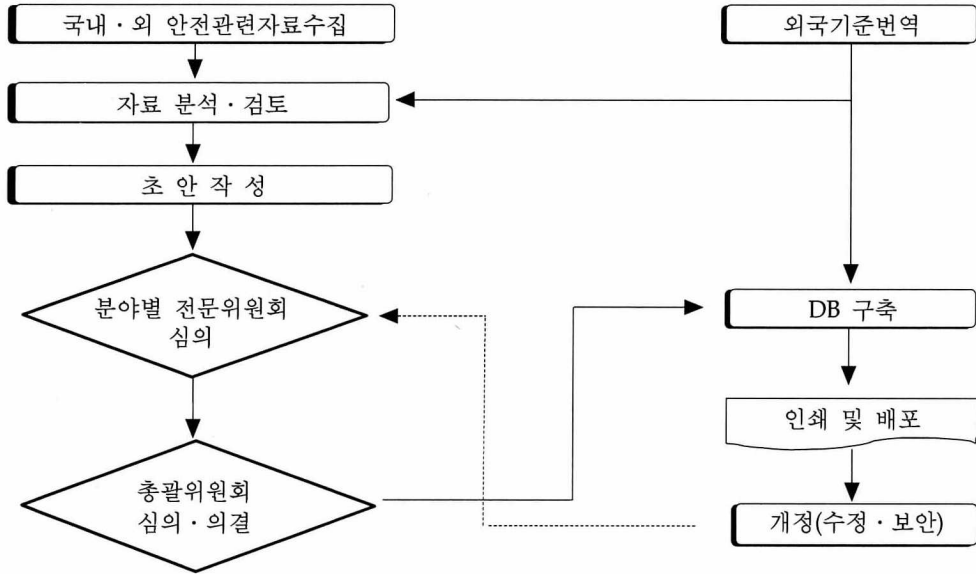 국내·외 안전관련자료수집
자료 분석·검토
초 안 작 성
분야별 전문위원회
심의
총괄위원회
심의·의결
외국기준번역
DB 구축
인쇄 및 배포
개정(수정·보안)